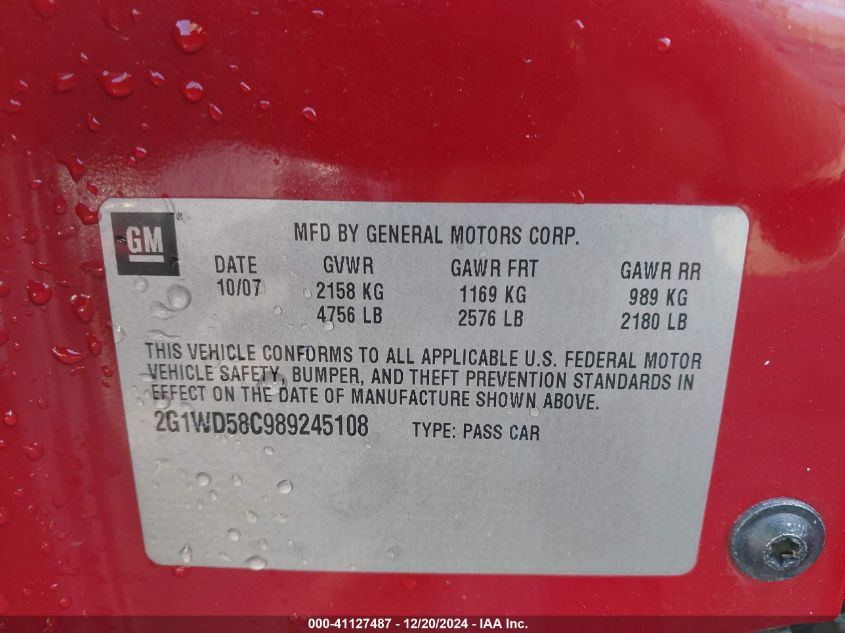 GM
MFD BY GENERAL MOTORS CORP.
DATE GVWR GAWR FRT GAWR RR
10/07 2158 KG 1169 KG 989 KG
4756 LB 2576 LB 2180 LB
THIS VEHICLE CONFORMS TO ALL APPLICABLE U.S. FEDERAL MOTOR
VEHICLE SAFETY, BUMPER, AND THEFT PREVENTION STANDARDS IN
EFFECT ON THE DATE OF MANUFACTURE SHOWN ABOVE.
2G1WD58C989245108 TYPE: PASS CAR
000-41127487 - 12/20/2024 - IAA Inc.